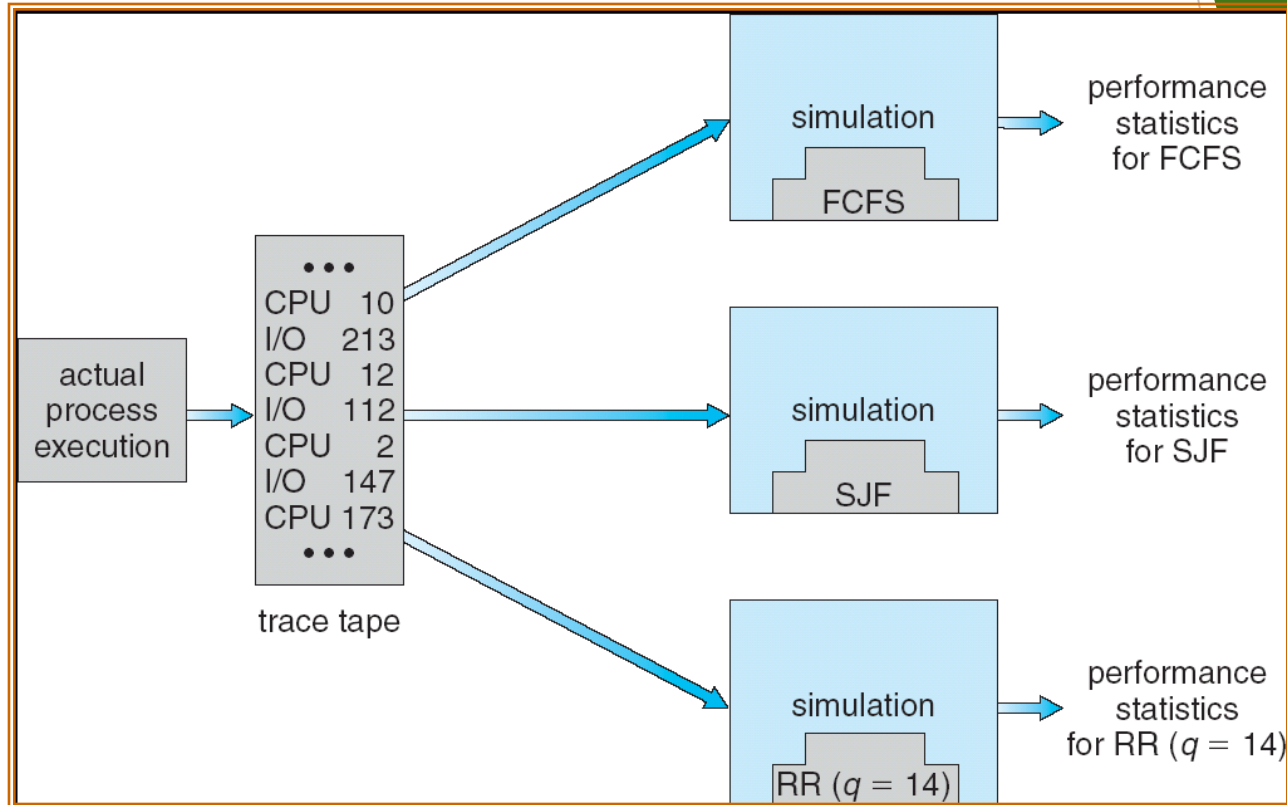 actual
process
execution
• • •
CPU 10
I/O 213
CPU 12
I/O 112
CPU 2
I/O 147
CPU 173
• • •
trace tape
simulation
FCFS
performance
statistics
for FCFS
simulation
SJF
performance
statistics
for SJF
simulation
RR (q = 14)
performance
statistics
for RR (q = 14)